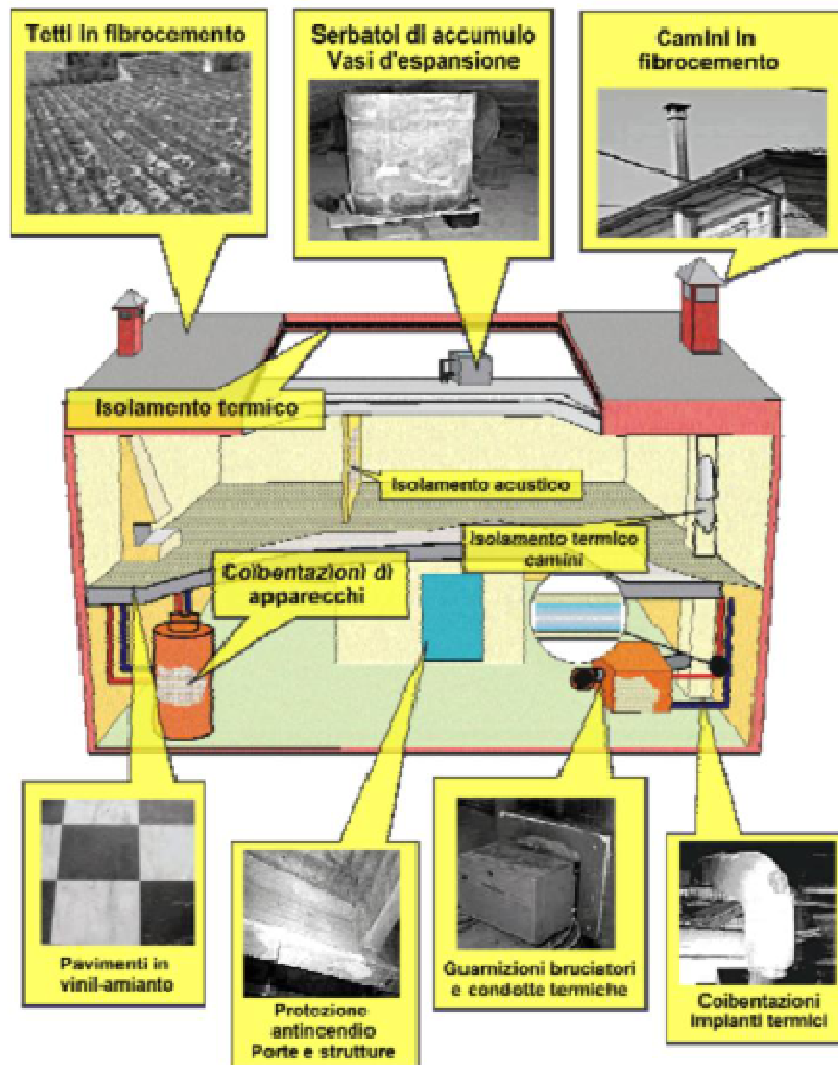 Tetti in fibrocemento
Serbatoi di accumulo
Vasi d'espansione
Camini in
fibrocemento
Isolamento termico
Isolamento acustico
Isolamento termico
camini
Coibentazioni di
apparecchi
Pavimenti in
vinil-amianto
Protezione
antincendio
Porte e strutture
Guarnizioni bruciatori
e condotte termiche
Coibentazioni
impianti termici